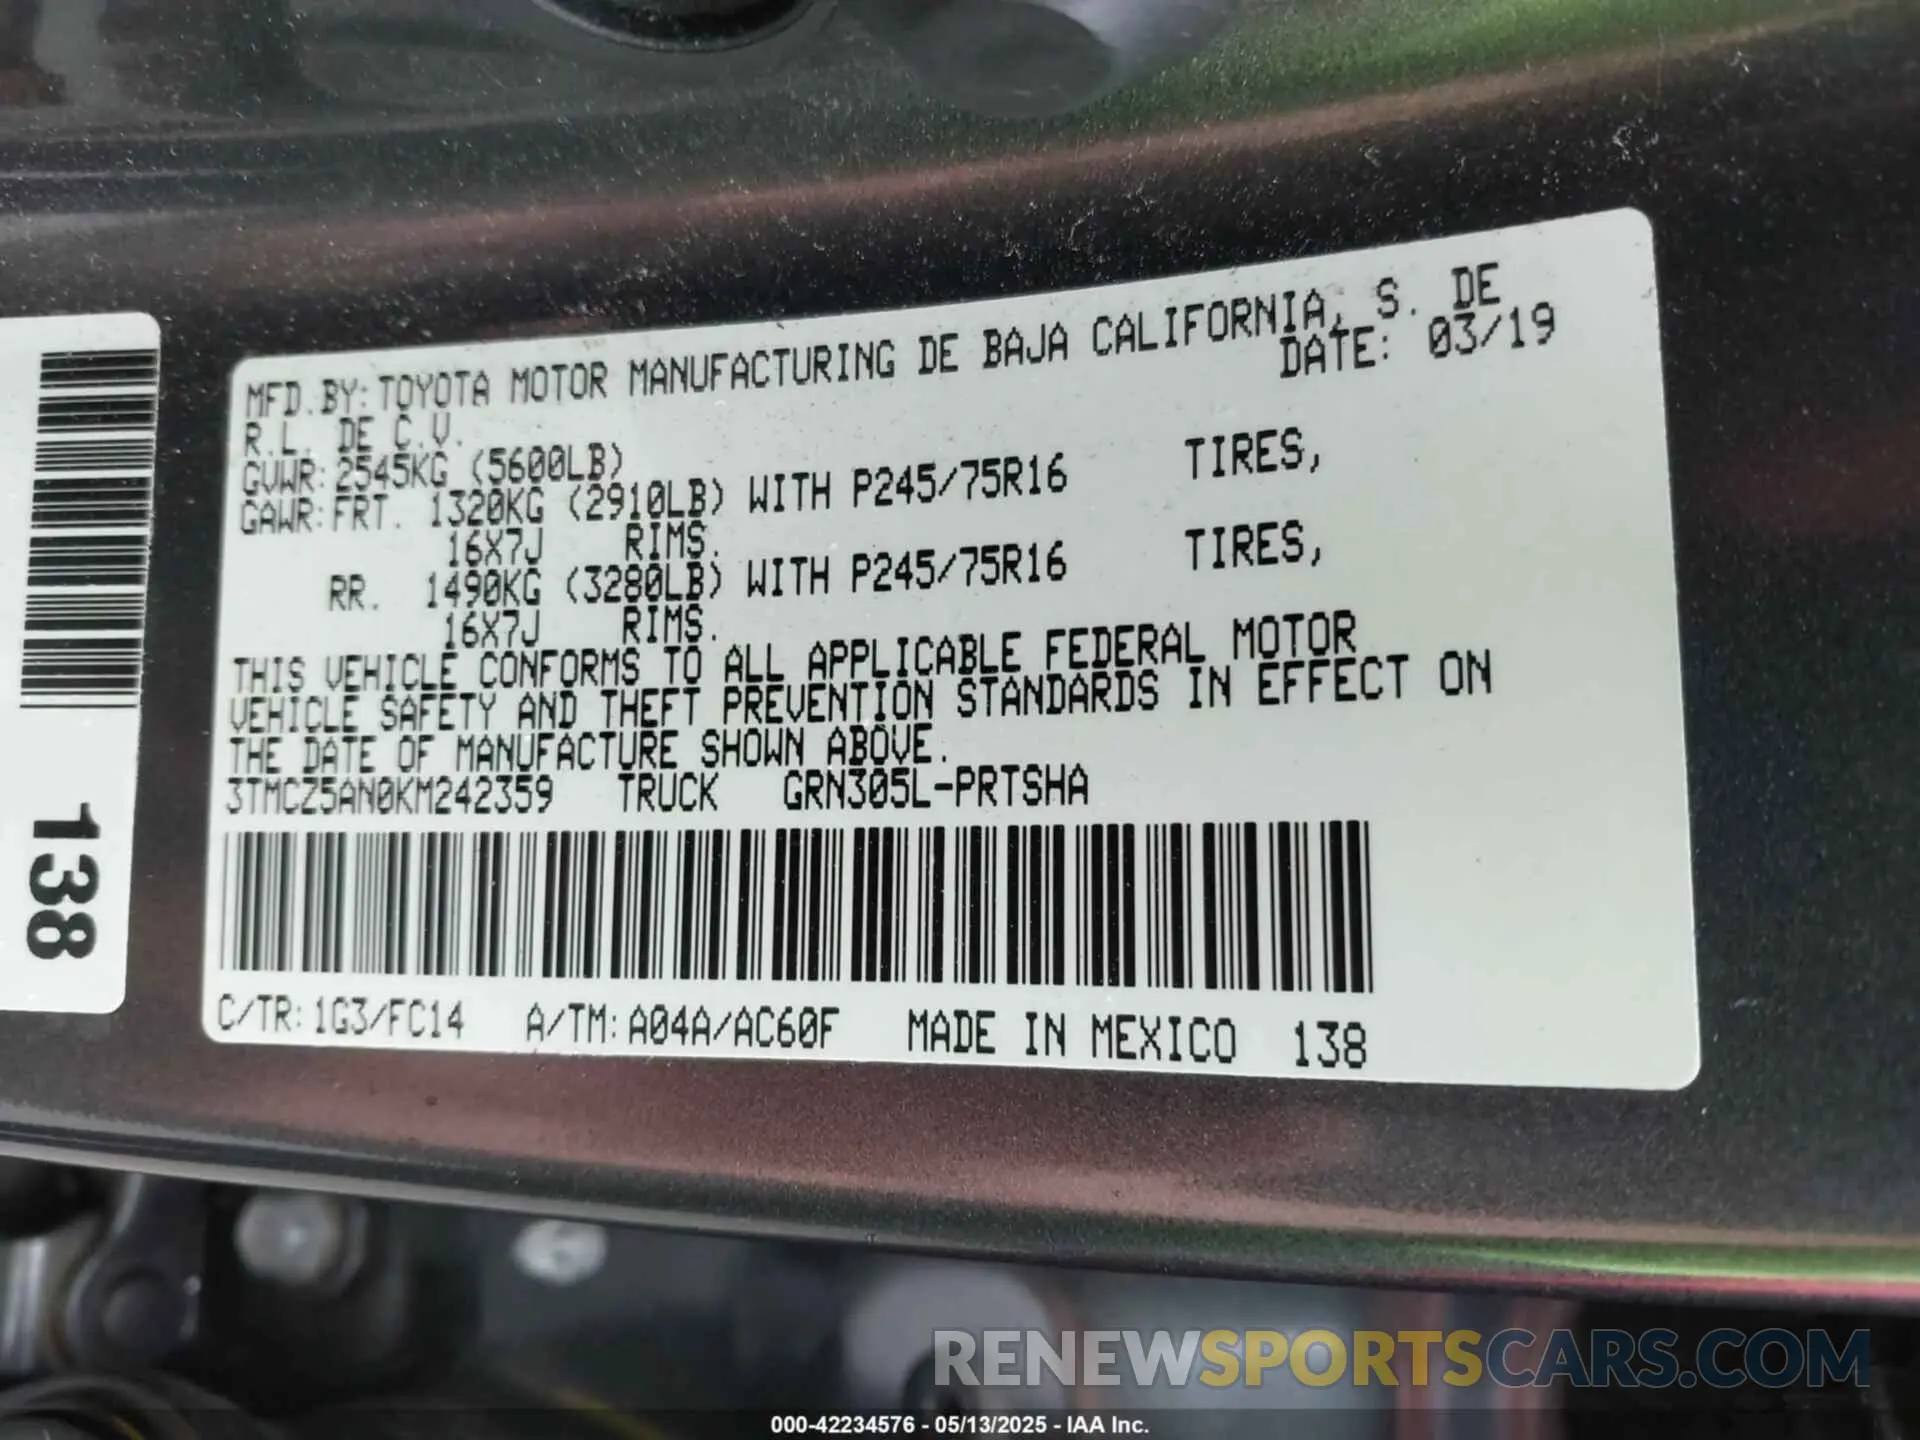 MFD.BY:TOYOTA MOTOR MANUFACTURING DE BAJA CALIFORNIA, S. DE
R.L. DE C.V. DATE: 03/19
GVWR:2545KG (5600LB)
GAWR:FRT. 1320KG (2910LB) WITH P245/75R16 TIRES,
16X7J RIMS.
RR. 1490KG (3280LB) WITH P245/75R16 TIRES,
16X7J RIMS.
THIS VEHICLE CONFORMS TO ALL APPLICABLE FEDERAL MOTOR
VEHICLE SAFETY AND THEFT PREVENTION STANDARDS IN EFFECT ON
THE DATE OF MANUFACTURE SHOWN ABOVE.
3TMCZ5AN0KM242359 TRUCK GRN305L-PRTSHA
C/TR:1G3/FC14 A/TM:A04A/AC60F MADE IN MEXICO 138
138
RENEWSPORTSCARS.COM
000-42234576 - 05/13/2025 - IAA Inc.